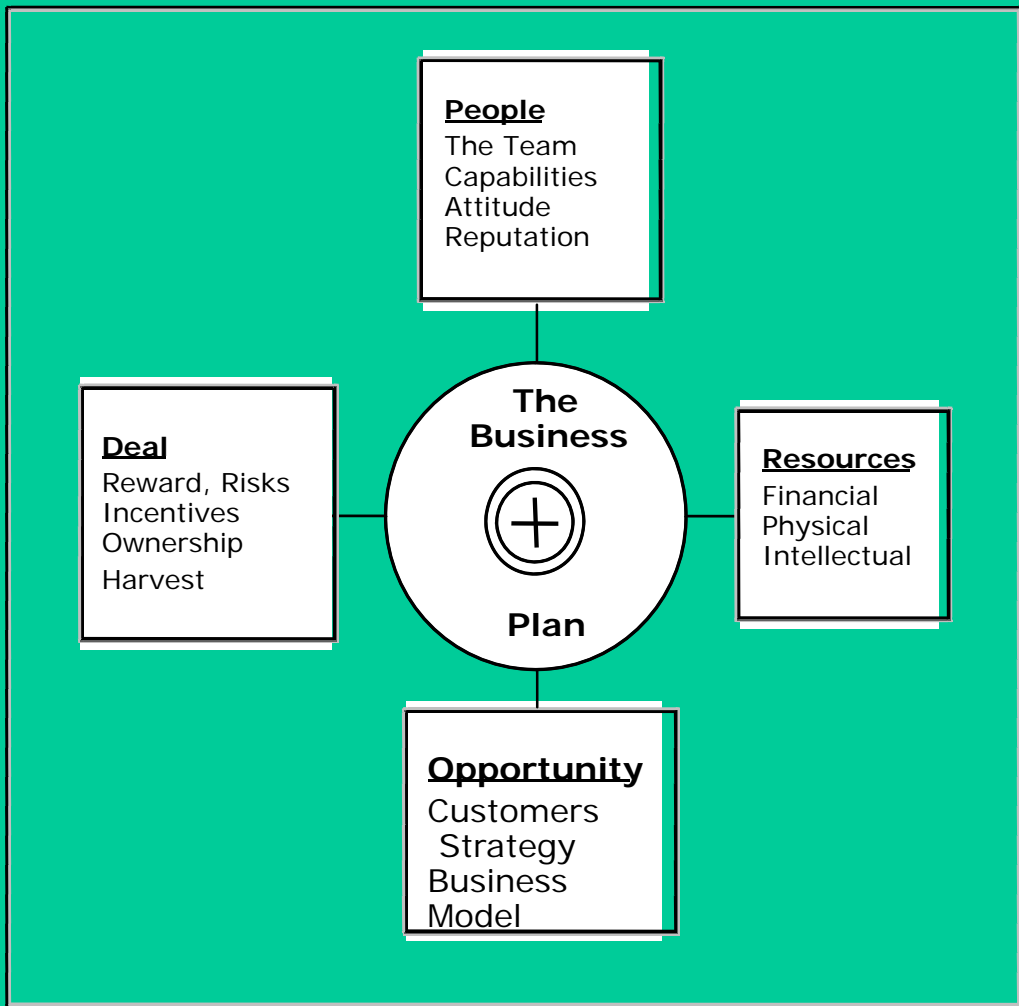 People
The Team
Capabilities
Attitude
Reputation
The
Business
Plan
Deal
Reward, Risks
Incentives
Ownership
Harvest
Resources
Financial
Physical
Intellectual
Opportunity
Customers
Strategy
Business
Model